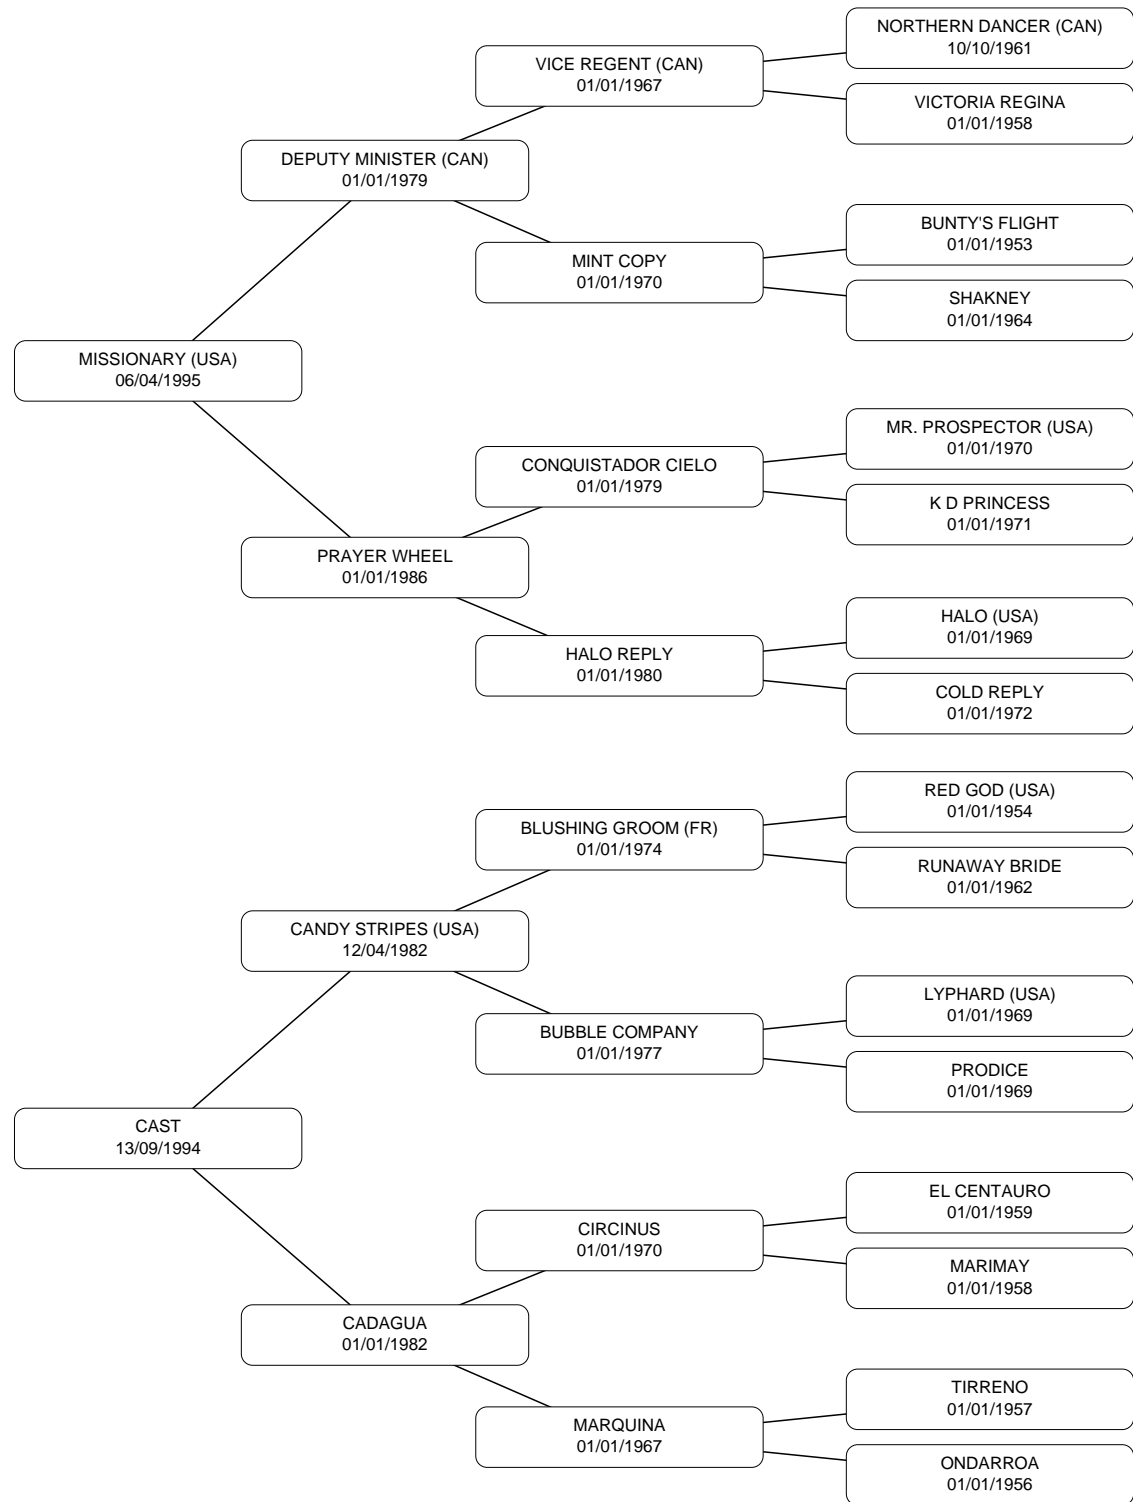 NORTHERN DANCER (CAN)
10/10/1961
VICE REGENT (CAN)
01/01/1967
VICTORIA REGINA
01/01/1958
DEPUTY MINISTER (CAN)
01/01/1979
BUNTY'S FLIGHT
01/01/1953
MINT COPY
01/01/1970
SHAKNEY
01/01/1964
MISSIONARY (USA)
06/04/1995
MR. PROSPECTOR (USA)
01/01/1970
CONQUISTADOR CIELO
01/01/1979
K D PRINCESS
01/01/1971
PRAYER WHEEL
01/01/1986
HALO (USA)
01/01/1969
HALO REPLY
01/01/1980
COLD REPLY
01/01/1972
RED GOD (USA)
01/01/1954
BLUSHING GROOM (FR)
01/01/1974
RUNAWAY BRIDE
01/01/1962
CANDY STRIPES (USA)
12/04/1982
LYPHARD (USA)
01/01/1969
BUBBLE COMPANY
01/01/1977
PRODICE
01/01/1969
CAST
13/09/1994
EL CENTAURO
01/01/1959
CIRCINUS
01/01/1970
MARIMAY
01/01/1958
CADAGUA
01/01/1982
TIRRENO
01/01/1957
MARQUINA
01/01/1967
ONDARROA
01/01/1956